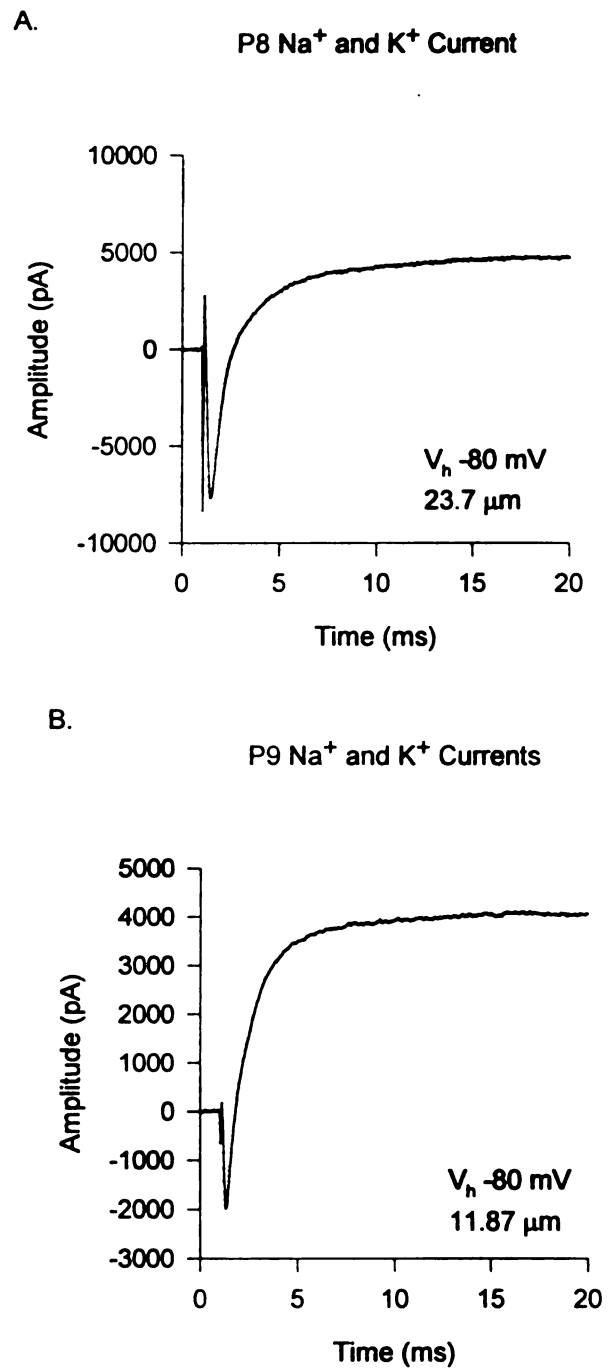 A.
P8 Na⁺ and K⁺ Current
10000
5000
0
-5000
-10000
Amplitude (pA)
Vₕ -80 mV
23.7 µm
0 5 10 15 20
Time (ms)
B.
P9 Na⁺ and K⁺ Currents
5000
4000
3000
2000
1000
0
-1000
-2000
-3000
Amplitude (pA)
Vₕ -80 mV
11.87 µm
0 5 10 15 20
Time (ms)